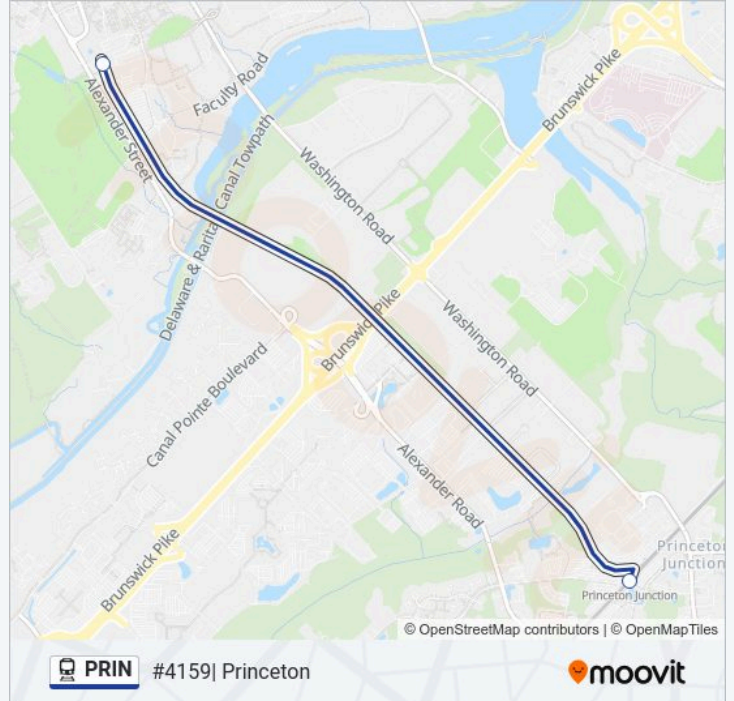 Faculty Road
Brunswick Pike
Alexander Street
Delaware & Raritan Canal Towpath
Washington Road
Brunswick Pike
Washington Road
Canal Pointe Boulevard
Alexander Road
Brunswick Pike
Princeton
Junction
Princeton Junction
© OpenStreetMap contributors | © OpenMapTiles
PRIN #4159| Princeton
moovit